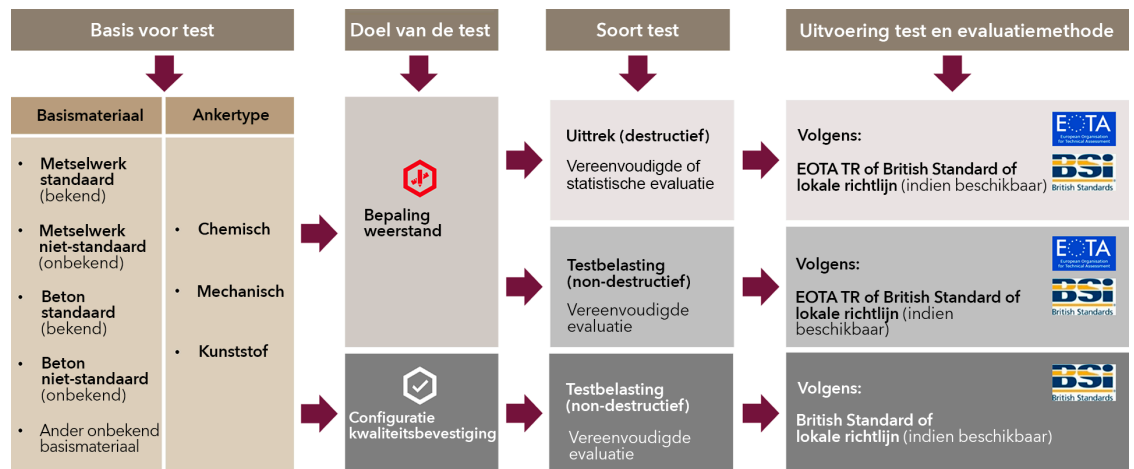 Basis voor test
Doel van de test
Soort test
Uitvoering test en evaluatiemethode
Basismateriaal
Ankertype
• Metselwerk
standaard
(bekend)
• Metselwerk
niet-standaard
(onbekend)
• Beton
standaard
(bekend)
• Beton
niet-standaard
(onbekend)
• Ander onbekend
basismateriaal
• Chemisch
• Mechanisch
• Kunststof
Bepaling
weerstand
Uittrek (destructief)
Vereenvoudigde of
statistische evaluatie
Volgens:
EOTA TR of British Standard of
lokale richtlijn (indien beschikbaar)
EOTA
European Organisation
for Technical Assessment
BSi
British Standards
Testbelasting
(non-destructief)
Vereenvoudigde
evaluatie
Volgens:
EOTA TR of British Standard of
lokale richtlijn (indien
beschikbaar)
EOTA
European Organisation
for Technical Assessment
BSi
British Standards
Configuratie
kwaliteitsbevestiging
Testbelasting
(non-destructief)
Vereenvoudigde
evaluatie
Volgens:
British Standard of
lokale richtlijn (indien beschikbaar)
BSi
British Standards